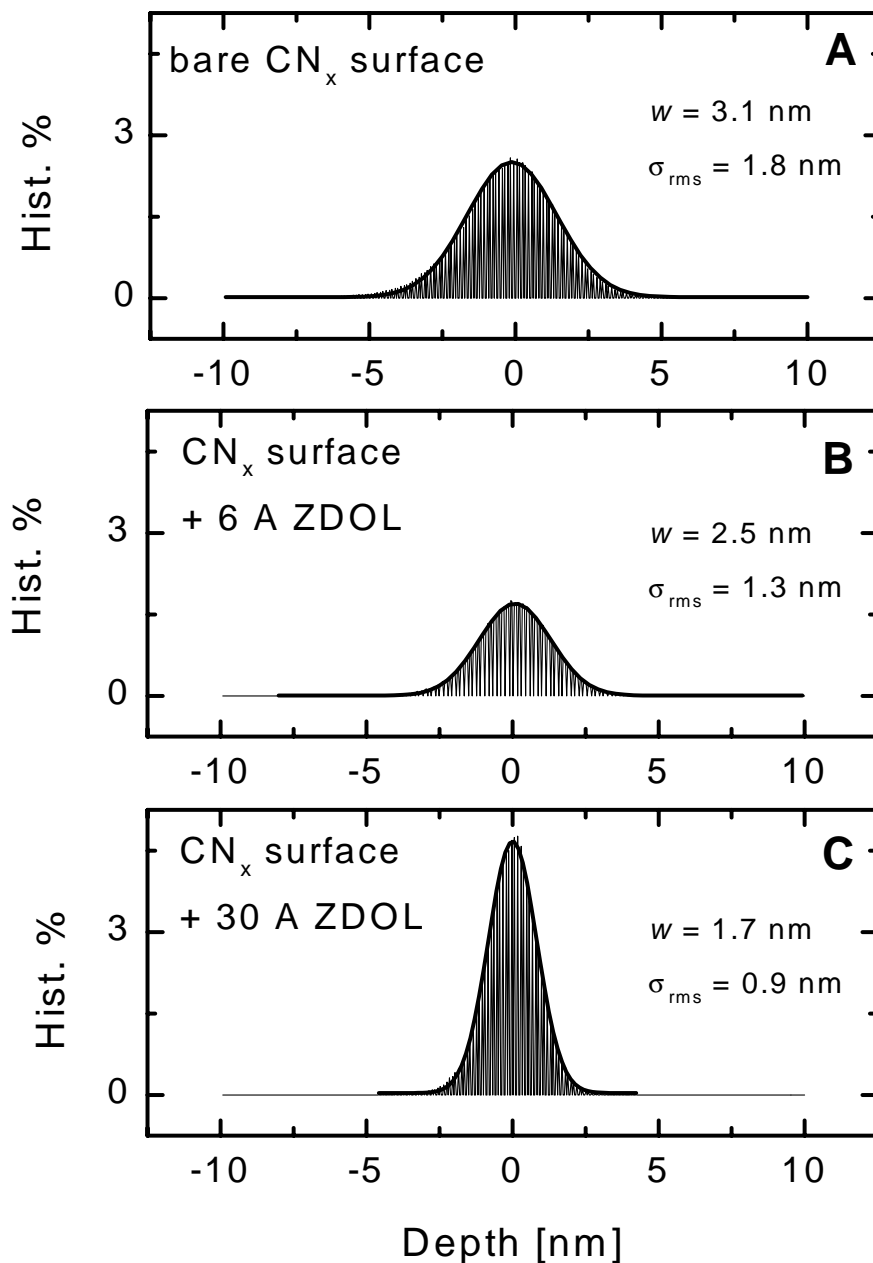 bare CNₓ surface
A
w = 3.1 nm
σrms = 1.8 nm
Hist. %
3
0
-10 -5 0 5 10
CNₓ surface
+ 6 A ZDOL
B
w = 2.5 nm
σrms = 1.3 nm
Hist. %
3
0
-10 -5 0 5 10
CNₓ surface
+ 30 A ZDOL
C
w = 1.7 nm
σrms = 0.9 nm
Hist. %
3
0
-10 -5 0 5 10
Depth [nm]